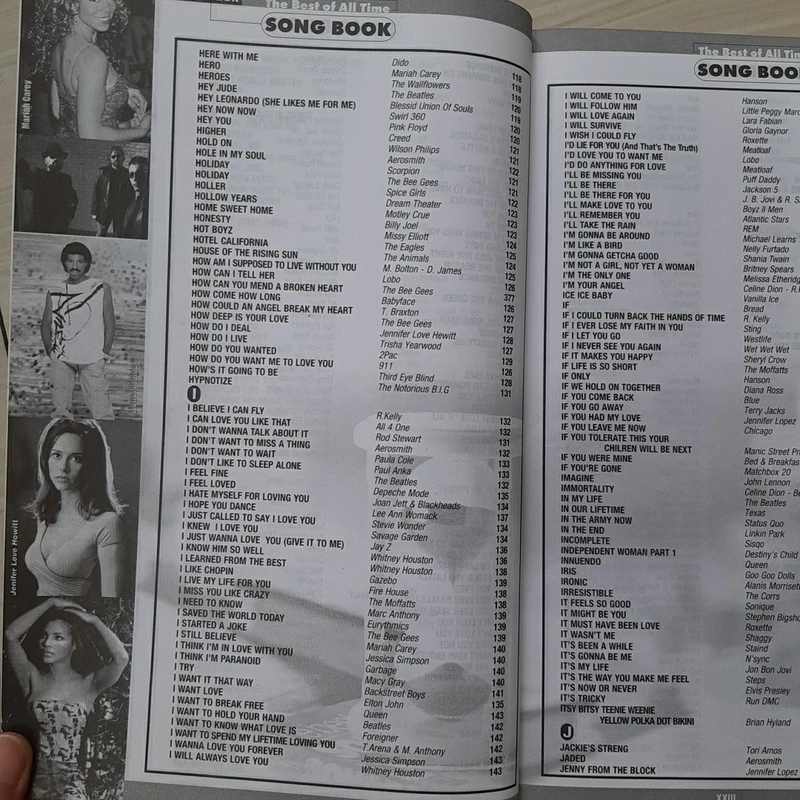 The Best of All Time
SONG BOOK
HERE WITH ME Dido 118
HERO Mariah Carey 118
HEROES The Wallflowers 119
HEY JUDE The Beatles 119
HEY LEONARDO (SHE LIKES ME FOR ME) Blessid Union Of Souls 120
HEY NOW NOW Swirl 360 120
HEY YOU Pink Floyd 120
HIGHER Creed 120
HOLD ON Wilson Philips 121
HOLE IN MY SOUL Aerosmith 121
HOLIDAY Scorpion 122
HOLIDAY The Bee Gees 121
HOLLER Spice Girls 121
HOLLOW YEARS Dream Theater 122
HOME SWEET HOME Motley Crue 123
HONESTY Billy Joel 123
HOT BOYZ Missy Elliott 123
HOTEL CALIFORNIA The Eagles 124
HOUSE OF THE RISING SUN The Animals 125
HOW AM I SUPPOSED TO LIVE WITHOUT YOU M. Bolton - D. James 124
HOW CAN I TELL HER Lobo 125
HOW CAN YOU MEND A BROKEN HEART The Bee Gees 126
HOW COME HOW LONG Babyface 377
HOW COULD AN ANGEL BREAK MY HEART T. Braxton 126
HOW DEEP IS YOUR LOVE The Bee Gees 127
HOW DO I DEAL Jennifer Love Hewitt 127
HOW DO I LIVE Trisha Yearwood 128
HOW DO YOU WANTED 2Pac 127
HOW DO YOU WANT ME TO LOVE YOU 911 129
HOW'S IT GOING TO BE Third Eye Blind 128
HYPNOTIZE The Notorious B.I.G 131
I
I BELIEVE I CAN FLY R.Kelly 132
I CAN LOVE YOU LIKE THAT All 4 One 132
I DON'T WANNA TALK ABOUT IT Rod Stewart 131
I DON'T WANT TO MISS A THING Aerosmith 132
I DON'T WANT TO WAIT Paula Cole 133
I DON'T LIKE TO SLEEP ALONE Paul Anka 133
I FEEL FINE The Beatles 132
I FEEL LOVED Depeche Mode 135
I HATE MYSELF FOR LOVING YOU Joan Jett & Blackheards 134
I HOPE YOU DANCE Lee Ann Womack 137
I JUST CALLED TO SAY I LOVE YOU Stevie Wonder 134
I KNEW I LOVE YOU Savage Garden 134
I JUST WANNA LOVE YOU (GIVE IT TO ME) Jay Z 136
I KNOW HIM SO WELL Whitney Houston 136
I LEARNED FROM THE BEST Whitney Houston 138
I LIKE CHOPIN Gazebo 139
I LIVE MY LIFE FOR YOU Fire House 138
I MISS YOU LIKE CRAZY The Moffatts 138
I NEED TO KNOW Marc Anthony 139
I SAVED THE WORLD TODAY Eurythmics 139
I STARTED A JOKE The Bee Gees 139
I STILL BELIEVE Mariah Carey 140
I THINK I'M IN LOVE WITH YOU Jessica Simpson 140
I THINK I'M PARANOID Garbage 140
I TRY Macy Gray 140
I WANT IT THAT WAY Backstreet Boys 141
I WANT LOVE Elton John 135
I WANT TO BREAK FREE Queen 143
I WANT TO HOLD YOUR HAND Beatles 142
I WANT TO KNOW WHAT LOVE IS Foreigner 142
I WANT TO SPEND MY LIFETIME LOVING YOU T.Arena & M. Anthony 142
I WANNA LOVE YOU FOREVER Jessica Simpson 143
I WILL ALWAYS LOVE YOU Whitney Houston 143
Mariah Carey
Jenifer Love Howitt
The Best of All Tim
SONG BOO
I WILL COME TO YOU Hanson
I WILL FOLLOW HIM Little Peggy Marc
I WILL LOVE AGAIN Lara Fabian
I WILL SURVIVE Gloria Gaynor
I WISH I COULD FLY Roxette
I'D LIE FOR YOU (And That's The Truth) Meatloaf
I'D LOVE YOU TO WANT ME Lobo
I'D DO ANYTHING FOR LOVE Meatloaf
I'LL BE MISSING YOU Puff Daddy
I'LL BE THERE Jackson 5
I'LL BE THERE FOR YOU J. B. Jovi & R. S
I'LL MAKE LOVE TO YOU Boyz II Men
I'LL REMEMBER YOU Atlantic Stars
I'LL TAKE THE RAIN REM
I'M GONNA BE AROUND Michael Learns
I'M LIKE A BIRD Nelly Furtado
I'M GONNA GETCHA GOOD Shania Twain
I'M NOT A GIRL, NOT YET A WOMAN Britney Spears
I'M THE ONLY ONE Melissa Etheridg
I'M YOUR ANGEL Celine Dion - R.K
ICE ICE BABY Vanilla Ice
IF Bread
IF I COULD TURN BACK THE HANDS OF TIME R. Kelly
IF I EVER LOSE MY FAITH IN YOU Sting
IF I LET YOU GO Westlife
IF I NEVER SEE YOU AGAIN Wet Wet Wet
IF IT MAKES YOU HAPPY Sheryl Crow
IF LIFE IS SO SHORT The Moffatts
IF ONLY Hanson
IF WE HOLD ON TOGETHER Diana Ross
IF YOU COME BACK Blue
IF YOU GO AWAY Terry Jacks
IF YOU HAD MY LOVE Jennifer Lopez
IF YOU LEAVE ME NOW Chicago
IF YOU TOLERATE THIS YOUR
CHILREN WILL BE NEXT Manic Street Pr
IF YOU WERE MINE Bed & Breakfas
IF YOU'RE GONE Matchbox 20
IMAGINE John Lennon
IMMORTALITY Celine Dion - Be
IN MY LIFE The Beatles
IN OUR LIFETIME Texas
IN THE ARMY NOW Status Quo
IN THE END Linkin Park
INCOMPLETE Sisqo
INDEPENDENT WOMAN PART 1 Destiny's Child
INNUENDO Queen
IRIS Goo Goo Dolls
IRONIC Alanis Morrisett
IRRESISTIBLE The Corrs
IT FEELS SO GOOD Sonique
IT MIGHT BE YOU Stephen Bigsho
IT MUST HAVE BEEN LOVE Roxette
IT WASN'T ME Shaggy
IT'S BEEN A WHILE Staind
IT'S GONNA BE ME N'sync
IT'S MY LIFE Jon Bon Jovi
IT'S THE WAY YOU MAKE ME FEEL Steps
IT'S NOW OR NEVER Elvis Presley
IT'S TRICKY Run DMC
ITSY BITSY TEENIE WEENIE
YELLOW POLKA DOT BIKINI Brian Hyland
J
JACKIE'S STRENG Tori Amos
JADED Aerosmith
JENNY FROM THE BLOCK Jennifer Lopez
XXIII